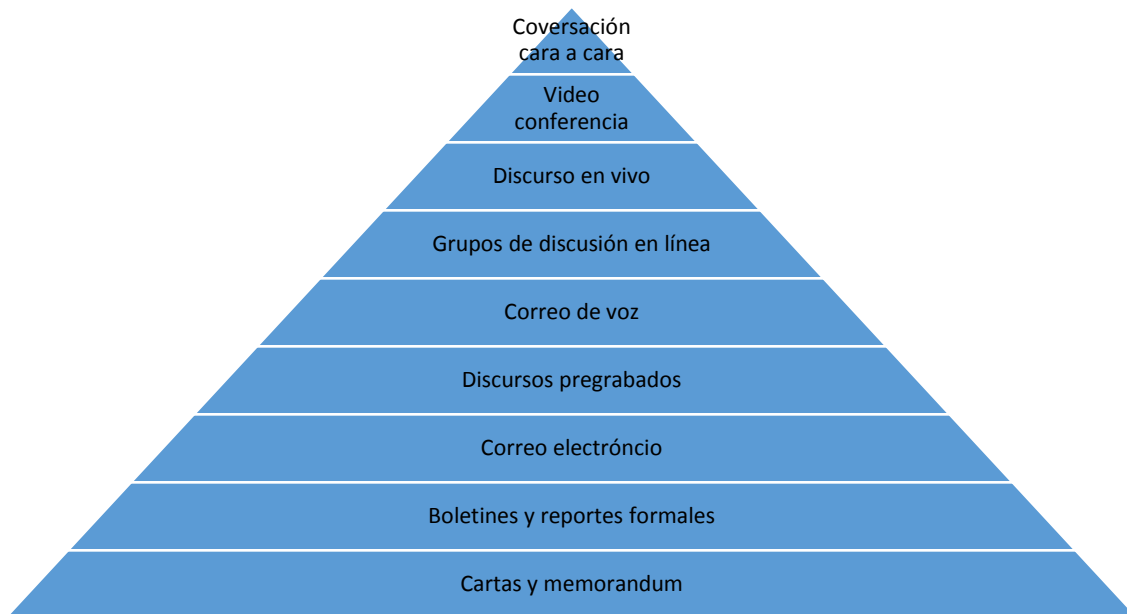 Coversación
cara a cara
Video
conferencia
Discurso en vivo
Grupos de discusión en línea
Correo de voz
Discursos pregrabados
Correo electróncio
Boletines y reportes formales
Cartas y memorandum